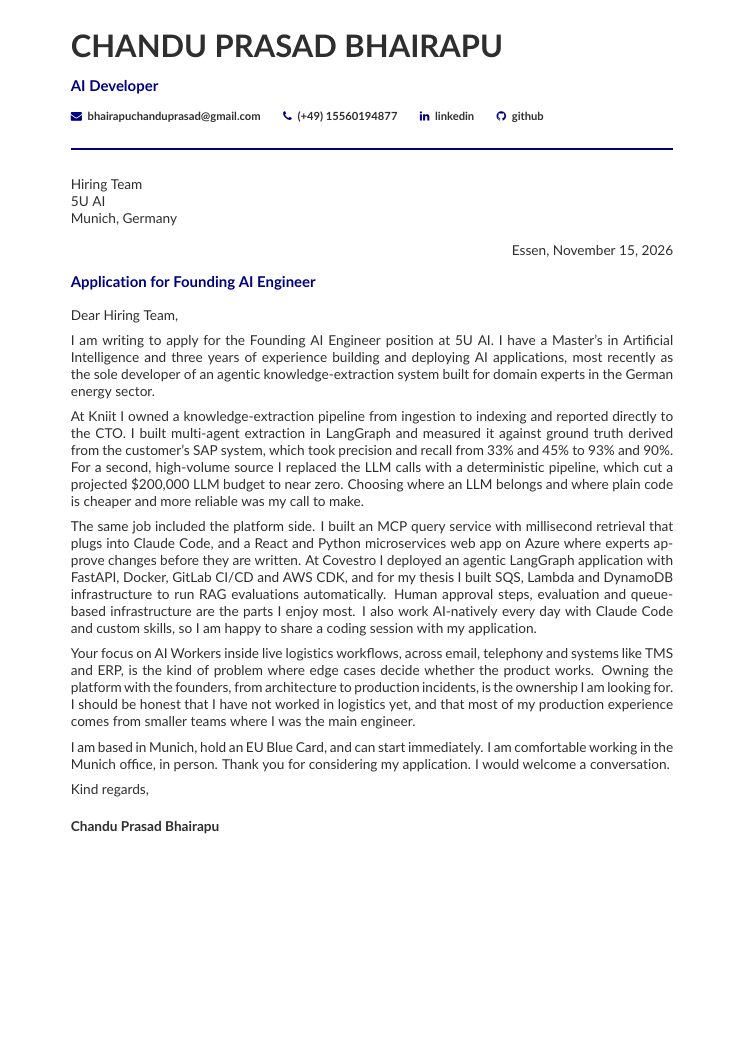 CHANDU PRASAD BHAIRAPU
AI Developer
bhairapuchanduprasad@gmail.com (+49) 15560194877 linkedin github
Hiring Team
5U AI
Munich, Germany
Essen, November 15, 2026
Application for Founding AI Engineer
Dear Hiring Team,
I am writing to apply for the Founding AI Engineer position at 5U AI. I have a Master's in Artificial
Intelligence and three years of experience building and deploying AI applications, most recently as
the sole developer of an agentic knowledge-extraction system built for domain experts in the German
energy sector.
At Kniit I owned a knowledge-extraction pipeline from ingestion to indexing and reported directly to
the CTO. I built multi-agent extraction in LangGraph and measured it against ground truth derived
from the customer's SAP system, which took precision and recall from 33% and 45% to 93% and 90%.
For a second, high-volume source I replaced the LLM calls with a deterministic pipeline, which cut a
projected $200,000 LLM budget to near zero. Choosing where an LLM belongs and where plain code
is cheaper and more reliable was my call to make.
The same job included the platform side. I built an MCP query service with millisecond retrieval that
plugs into Claude Code, and a React and Python microservices web app on Azure where experts ap-
prove changes before they are written. At Covestro I deployed an agentic LangGraph application with
FastAPI, Docker, GitLab CI/CD and AWS CDK, and for my thesis I built SQS, Lambda and DynamoDB
infrastructure to run RAG evaluations automatically. Human approval steps, evaluation and queue-
based infrastructure are the parts I enjoy most. I also work AI-natively every day with Claude Code
and custom skills, so I am happy to share a coding session with my application.
Your focus on AI Workers inside live logistics workflows, across email, telephony and systems like TMS
and ERP, is the kind of problem where edge cases decide whether the product works. Owning the
platform with the founders, from architecture to production incidents, is the ownership I am looking for.
I should be honest that I have not worked in logistics yet, and that most of my production experience
comes from smaller teams where I was the main engineer.
I am based in Munich, hold an EU Blue Card, and can start immediately. I am comfortable working in the
Munich office, in person. Thank you for considering my application. I would welcome a conversation.
Kind regards,
Chandu Prasad Bhairapu